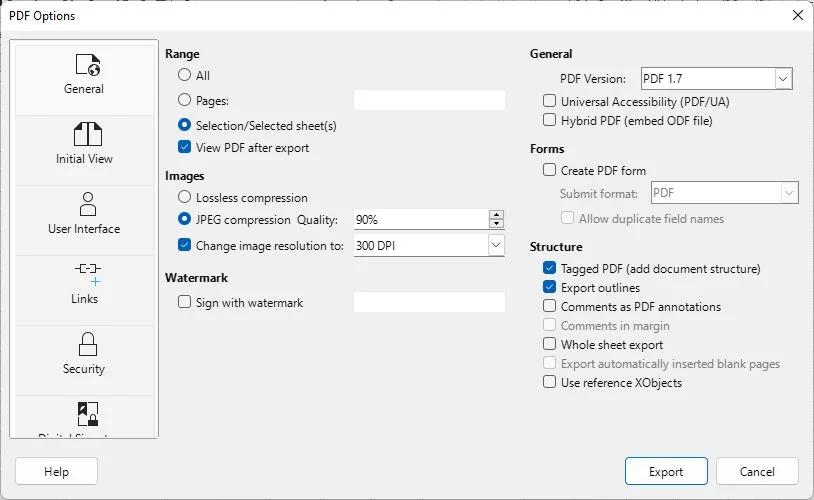 PDF Options
General
Initial View
User Interface
Links
Security
Range
All
Pages:
Selection/Selected sheet(s)
View PDF after export
Images
Lossless compression
JPEG compression Quality: 90%
Change image resolution to: 300 DPI
Watermark
Sign with watermark
General
PDF Version: PDF 1.7
Universal Accessibility (PDF/UA)
Hybrid PDF (embed ODF file)
Forms
Create PDF form
Submit format: PDF
Allow duplicate field names
Structure
Tagged PDF (add document structure)
Export outlines
Comments as PDF annotations
Comments in margin
Whole sheet export
Export automatically inserted blank pages
Use reference XObjects
Help
Export
Cancel